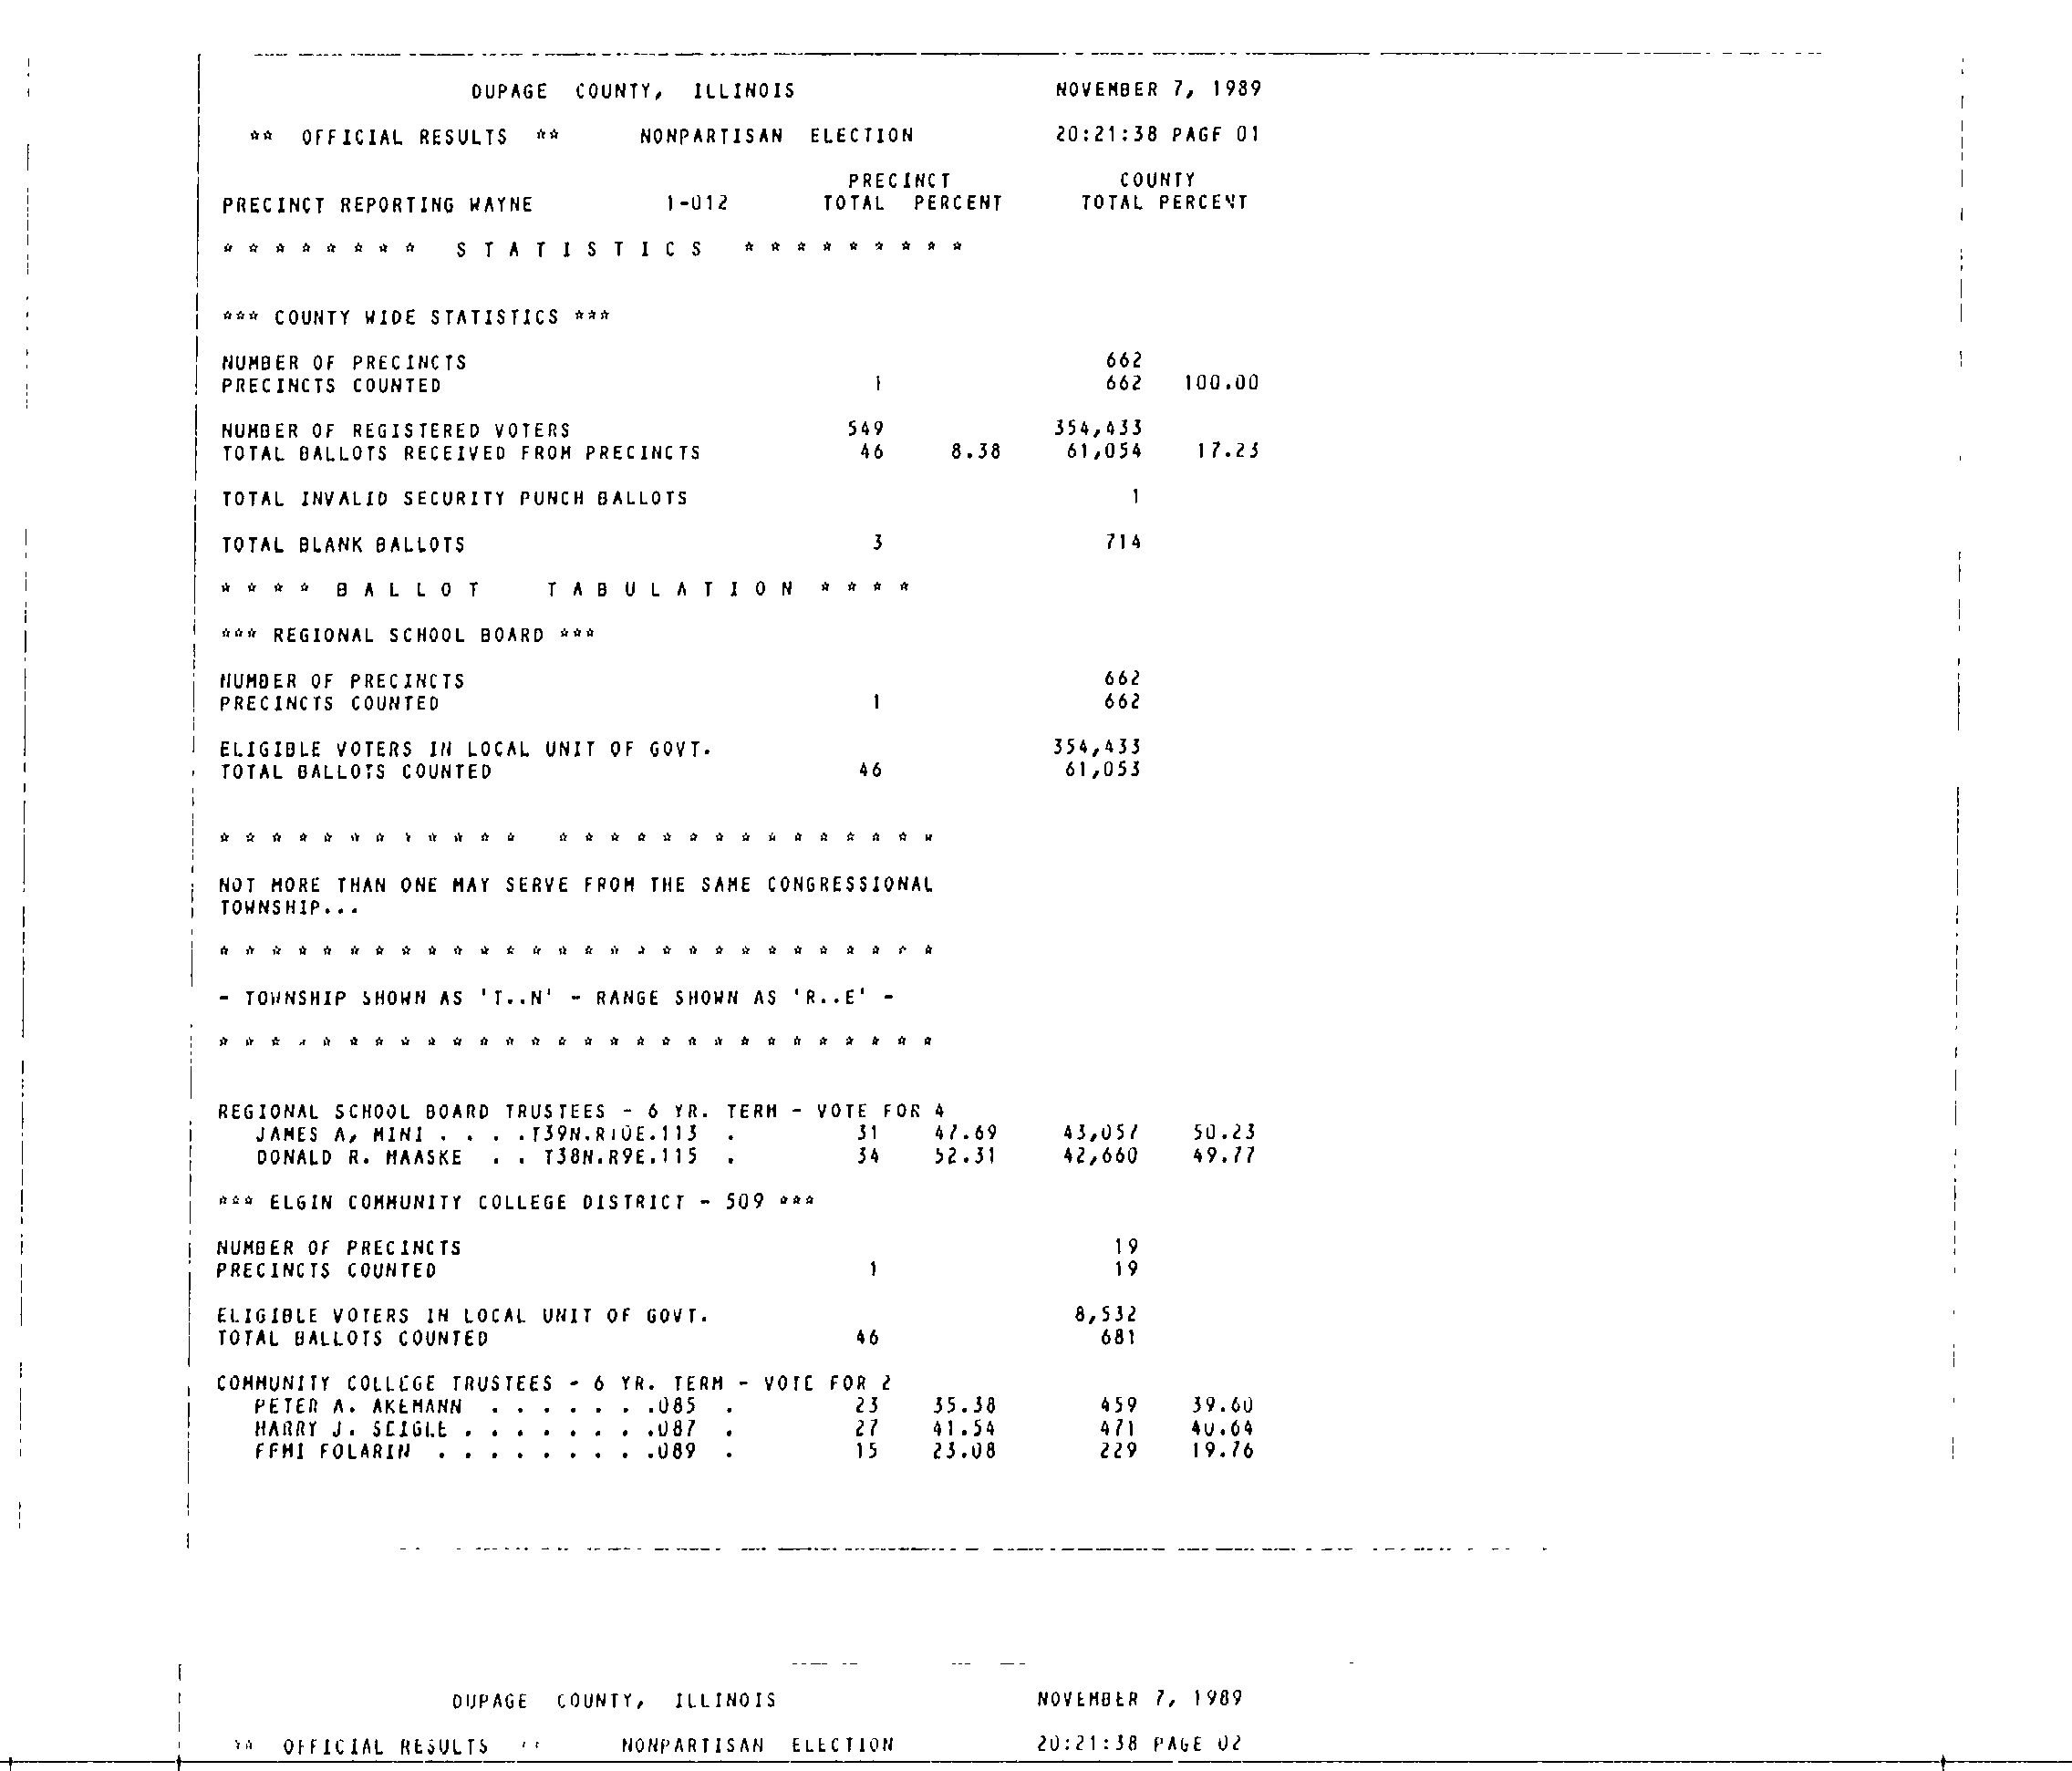 DUPAGE COUNTY, ILLINOIS NOVEMBER 7, 1989
** OFFICIAL RESULTS ** NONPARTISAN ELECTION 20:21:38 PAGE 01
PRECINCT COUNTY
PRECINCT REPORTING WAYNE 1-012 TOTAL PERCENT TOTAL PERCENT
* * * * * * * * S T A T I S T I C S * * * * * * * * *
*** COUNTY WIDE STATISTICS ***
NUMBER OF PRECINCTS 662
PRECINCTS COUNTED 1 662 100.00
NUMBER OF REGISTERED VOTERS 549 354,433
TOTAL BALLOTS RECEIVED FROM PRECINCTS 46 8.38 61,054 17.23
TOTAL INVALID SECURITY PUNCH BALLOTS 1
TOTAL BLANK BALLOTS 3 714
* * * * B A L L O T T A B U L A T I O N * * * *
*** REGIONAL SCHOOL BOARD ***
NUMBER OF PRECINCTS 662
PRECINCTS COUNTED 1 662
ELIGIBLE VOTERS IN LOCAL UNIT OF GOVT. 354,433
TOTAL BALLOTS COUNTED 46 61,053
* * * * * * * * * * * * * * * * * * * * * * * * * * *
NOT MORE THAN ONE MAY SERVE FROM THE SAME CONGRESSIONAL
TOWNSHIP...
* * * * * * * * * * * * * * * * * * * * * * * * * * * *
- TOWNSHIP SHOWN AS 'T..N' - RANGE SHOWN AS 'R..E' -
* * * * * * * * * * * * * * * * * * * * * * * * * * * *
REGIONAL SCHOOL BOARD TRUSTEES - 6 YR. TERM - VOTE FOR 4
JAMES A, MINI . . . .T39N.R10E.113 . 31 47.69 43,057 50.23
DONALD R. MAASKE . . T38N.R9E.115 . 34 52.31 42,660 49.77
*** ELGIN COMMUNITY COLLEGE DISTRICT - 509 ***
NUMBER OF PRECINCTS 19
PRECINCTS COUNTED 1 19
ELIGIBLE VOTERS IN LOCAL UNIT OF GOVT. 8,532
TOTAL BALLOTS COUNTED 46 681
COMMUNITY COLLEGE TRUSTEES - 6 YR. TERM - VOTE FOR 2
PETER A. AKEMANN . . . . . . .085 . 23 35.38 459 39.60
HARRY J. SEIGLE . . . . . . . .087 . 27 41.54 471 40.64
FEMI FOLARIN . . . . . . . . .089 . 15 23.08 229 19.76
DUPAGE COUNTY, ILLINOIS NOVEMBER 7, 1989
** OFFICIAL RESULTS ** NONPARTISAN ELECTION 20:21:38 PAGE 02